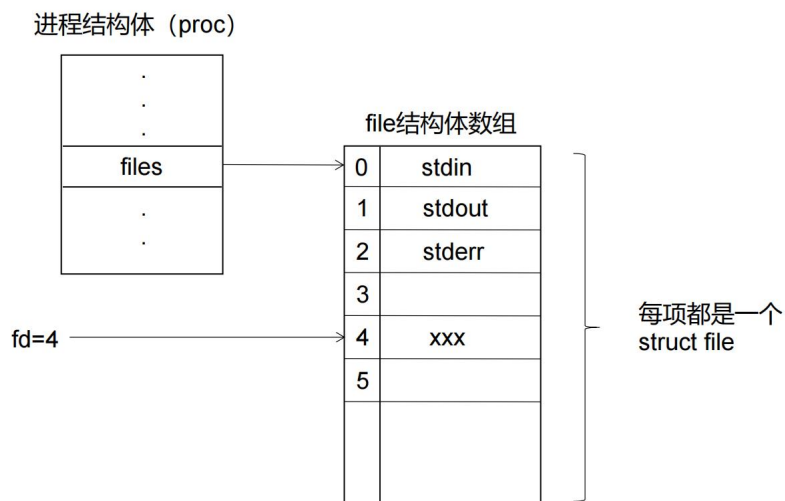 进程结构体（proc）
.
.
.
files
.
.
file结构体数组
0 stdin
1 stdout
2 stderr
3
fd=4
4 xxx
5
每项都是一个
struct file